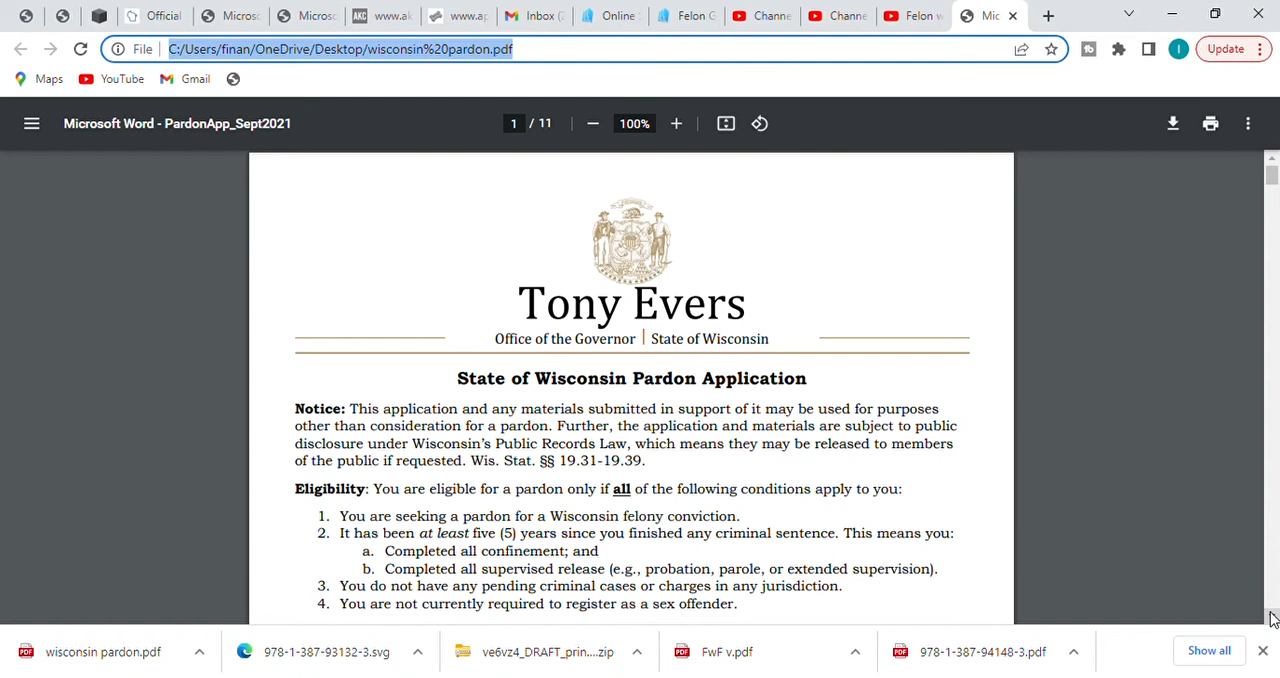 Official
Microso
Microso
AKC www.ak
www.ap
Inbox (2
Online
Felon G
Channe
Channe
Felon w
Mic
File C:/Users/finan/OneDrive/Desktop/wisconsin%20pardon.pdf
I
Update
Maps YouTube Gmail
Microsoft Word - PardonApp_Sept2021
1 / 11
100%
Tony Evers
Office of the Governor | State of Wisconsin
State of Wisconsin Pardon Application
Notice: This application and any materials submitted in support of it may be used for purposes
other than consideration for a pardon. Further, the application and materials are subject to public
disclosure under Wisconsin's Public Records Law, which means they may be released to members
of the public if requested. Wis. Stat. §§ 19.31-19.39.
Eligibility: You are eligible for a pardon only if all of the following conditions apply to you:
1. You are seeking a pardon for a Wisconsin felony conviction.
2. It has been at least five (5) years since you finished any criminal sentence. This means you:
a. Completed all confinement; and
b. Completed all supervised release (e.g., probation, parole, or extended supervision).
3. You do not have any pending criminal cases or charges in any jurisdiction.
4. You are not currently required to register as a sex offender.
wisconsin pardon.pdf
978-1-387-93132-3.svg
ve6vz4_DRAFT_prin....zip
FwF v.pdf
978-1-387-94148-3.pdf
Show all